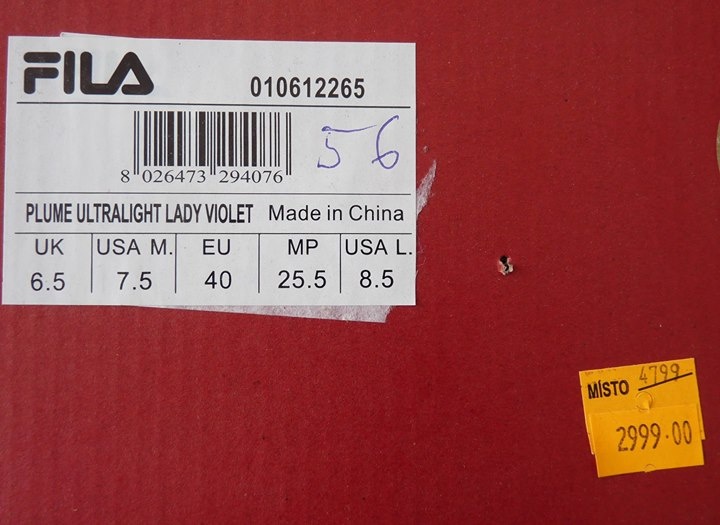 FILA 010612265
56
8 026473 294076
PLUME ULTRALIGHT LADY VIOLET Made in China
UK USA M. EU MP USA L.
6.5 7.5 40 25.5 8.5
MÍSTO 4799
2999.00